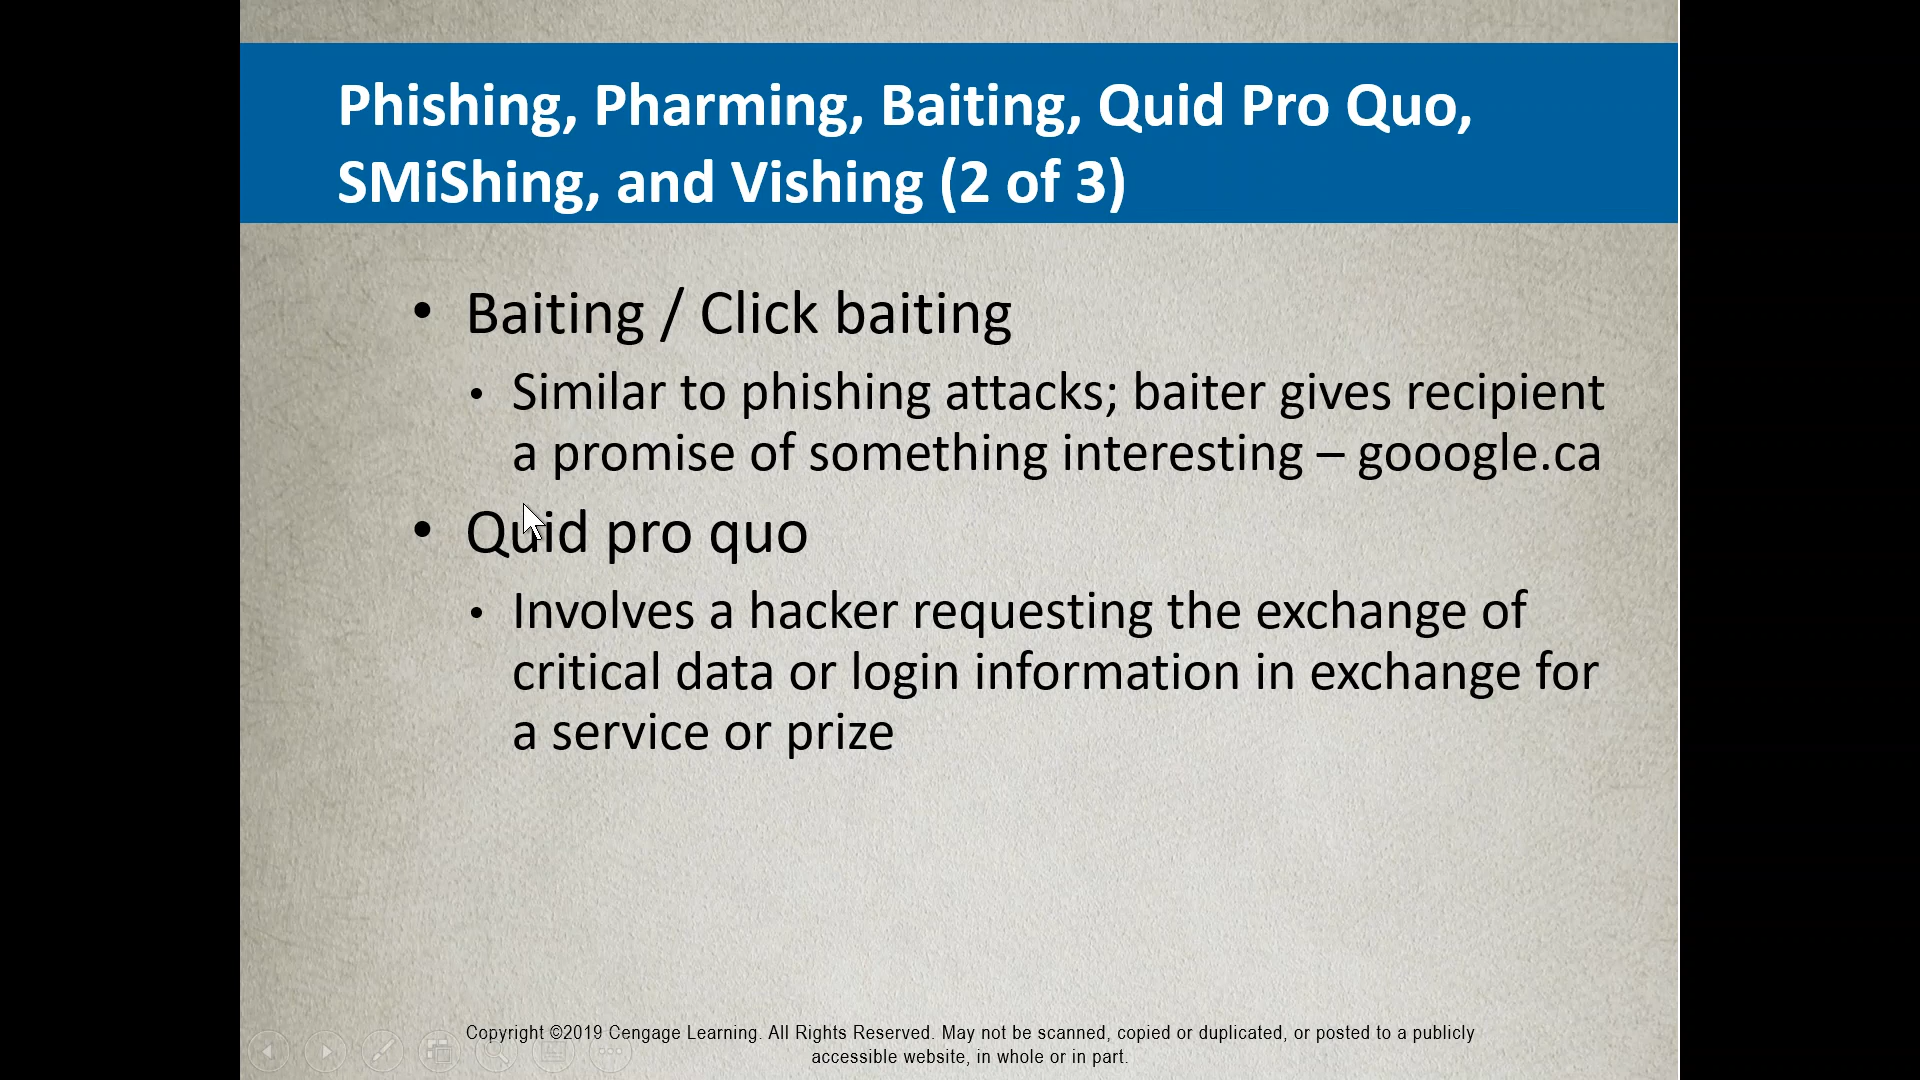 Phishing, Pharming, Baiting, Quid Pro Quo,
SMiShing, and Vishing (2 of 3)
• Baiting / Click baiting
• Similar to phishing attacks; baiter gives recipient
a promise of something interesting – gooogle.ca
• Quid pro quo
• Involves a hacker requesting the exchange of
critical data or login information in exchange for
a service or prize
Copyright ©2019 Cengage Learning. All Rights Reserved. May not be scanned, copied or duplicated, or posted to a publicly
accessible website, in whole or in part.